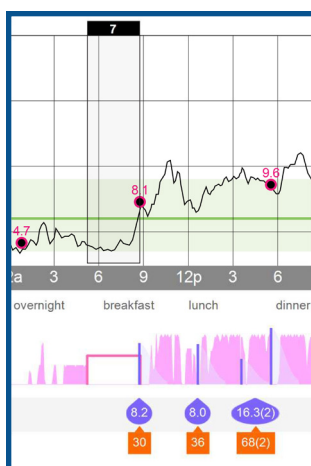 7
8.1
9.6
4.7
2a 3 6 9 12p 3 6
overnight breakfast lunch dinner
8.2 8.0 16.3(2)
30 36 68(2)